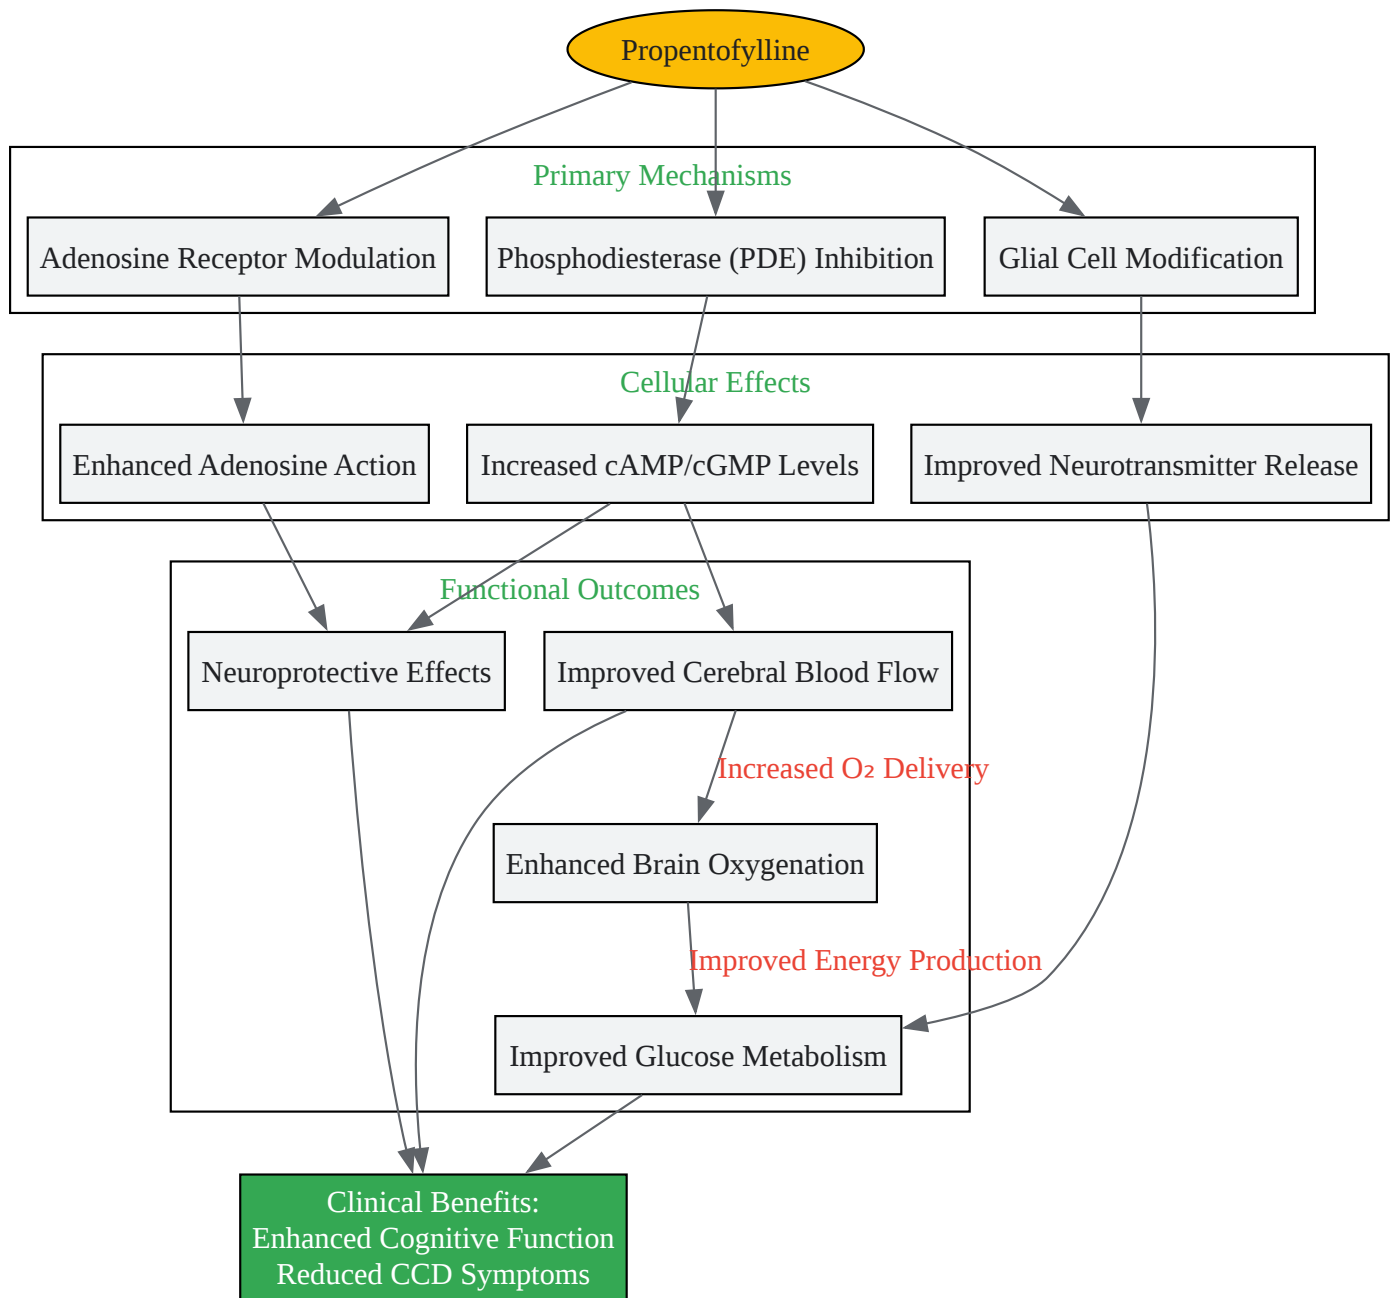 Propentofylline
Primary Mechanisms
Adenosine Receptor Modulation
Phosphodiesterase (PDE) Inhibition
Glial Cell Modification
Cellular Effects
Enhanced Adenosine Action
Increased cAMP/cGMP Levels
Improved Neurotransmitter Release
Functional Outcomes
Neuroprotective Effects
Improved Cerebral Blood Flow
Increased O₂ Delivery
Enhanced Brain Oxygenation
Improved Energy Production
Improved Glucose Metabolism
Clinical Benefits:
Enhanced Cognitive Function
Reduced CCD Symptoms